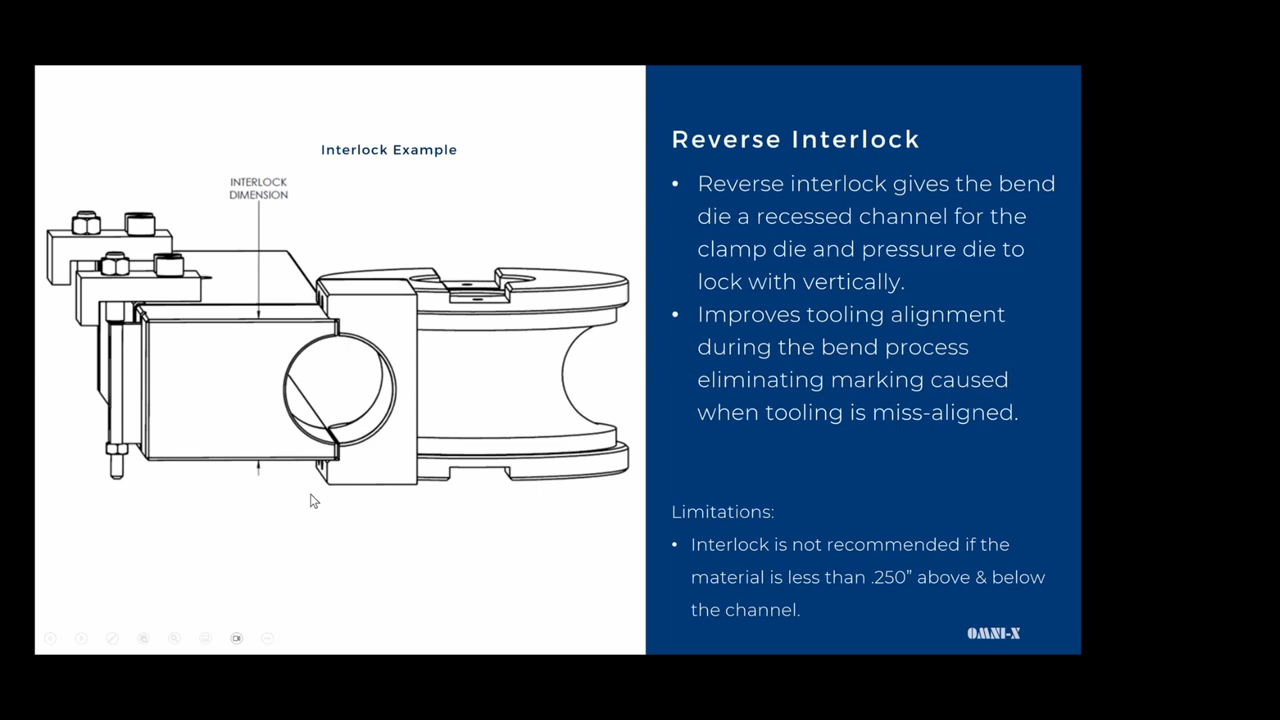 Interlock Example
INTERLOCK
DIMENSION
Reverse Interlock
• Reverse interlock gives the bend
die a recessed channel for the
clamp die and pressure die to
lock with vertically.
• Improves tooling alignment
during the bend process
eliminating marking caused
when tooling is miss-aligned.
Limitations:
• Interlock is not recommended if the
material is less than .250” above & below
the channel.
OMNI-X